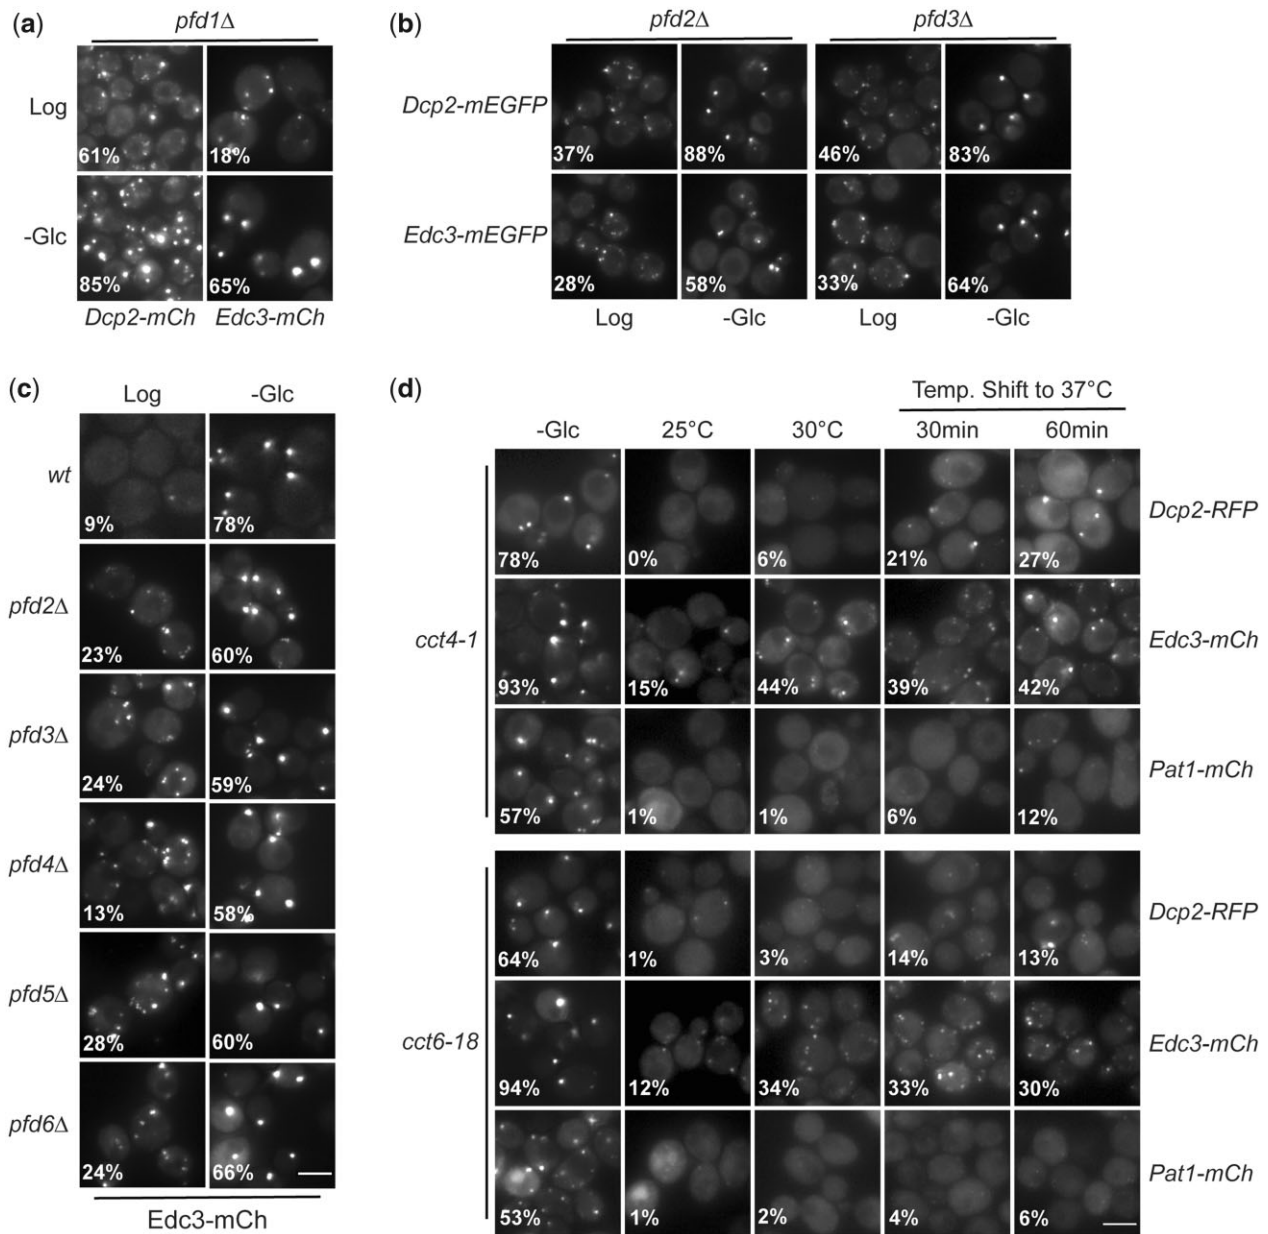 (a)
pfd1Δ
Log
61%
18%
-Glc
85%
65%
Dcp2-mCh
Edc3-mCh
(b)
pfd2Δ
pfd3Δ
Dcp2-mEGFP
37%
88%
46%
83%
Edc3-mEGFP
28%
58%
33%
64%
Log
-Glc
Log
-Glc
(c)
Log
-Glc
wt
9%
78%
pfd2Δ
23%
60%
pfd3Δ
24%
59%
pfd4Δ
13%
58%
pfd5Δ
28%
60%
pfd6Δ
24%
66%
Edc3-mCh
(d)
Temp. Shift to 37°C
-Glc
25°C
30°C
30min
60min
cct4-1
78%
0%
6%
21%
27%
Dcp2-RFP
93%
15%
44%
39%
42%
Edc3-mCh
57%
1%
1%
6%
12%
Pat1-mCh
cct6-18
64%
1%
3%
14%
13%
Dcp2-RFP
94%
12%
34%
33%
30%
Edc3-mCh
53%
1%
2%
4%
6%
Pat1-mCh